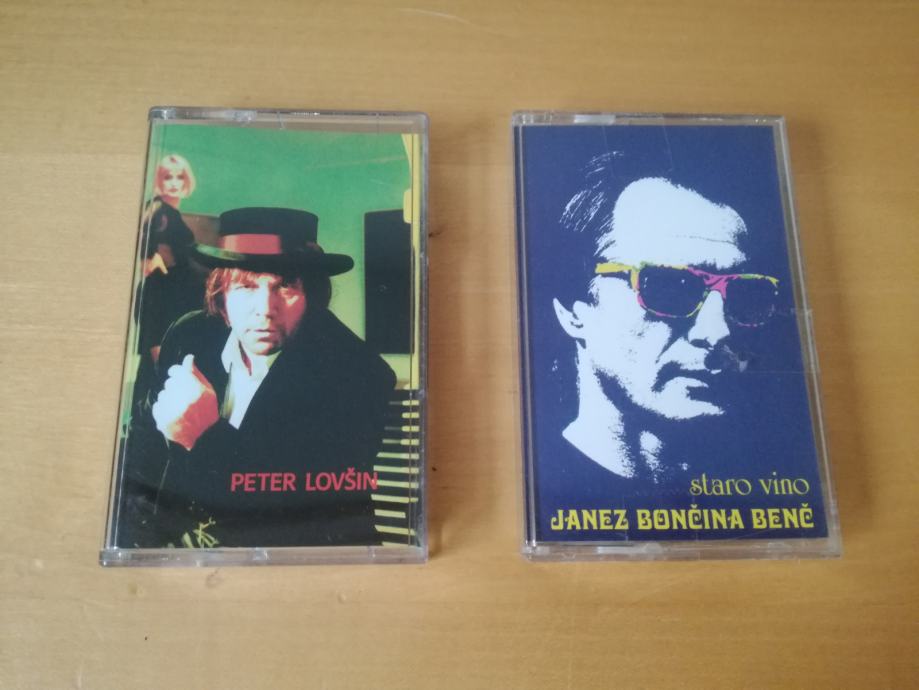 PETER LOVŠIN
staro vino
JANEZ BONČINA BENČ